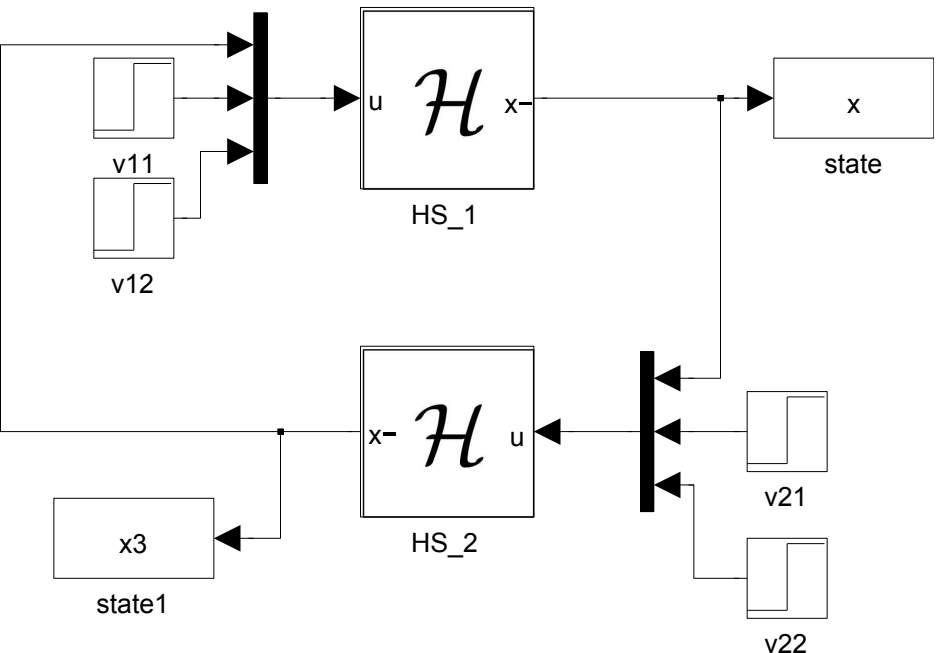 v11
v12
u
ℋ
x-
HS_1
x
state
x-
ℋ
u
HS_2
x3
state1
v21
v22